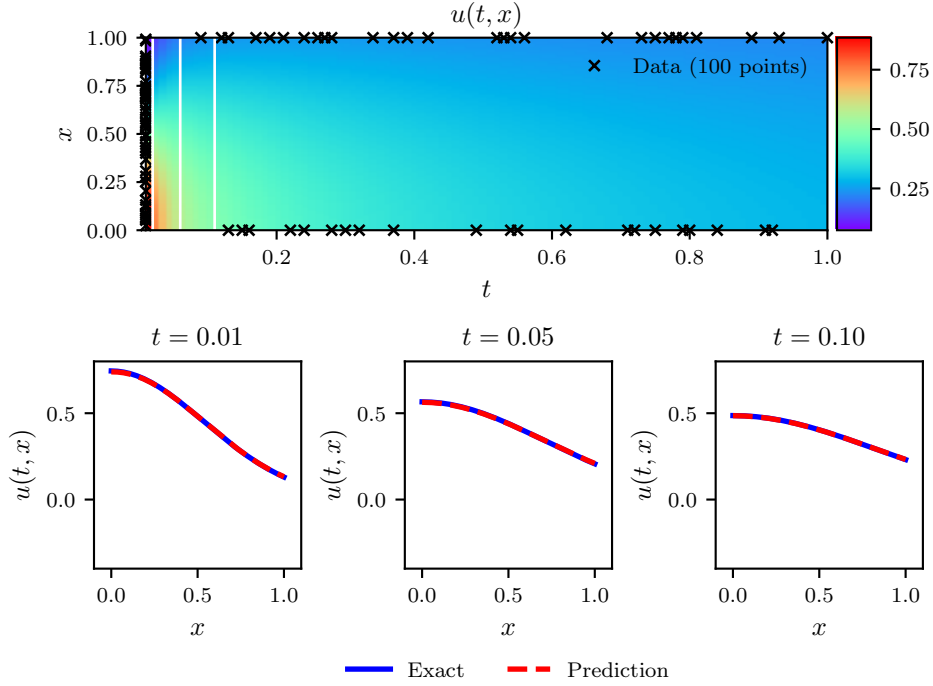 u(t, x)
1.00
0.75
0.50
0.25
0.00
x
Data (100 points)
0.75
0.50
0.25
0.2
0.4
0.6
0.8
1.0
t
t = 0.01
t = 0.05
t = 0.10
0.5
0.0
u(t, x)
0.0
0.5
1.0
x
0.5
0.0
u(t, x)
0.0
0.5
1.0
x
0.5
0.0
u(t, x)
0.0
0.5
1.0
x
Exact
Prediction